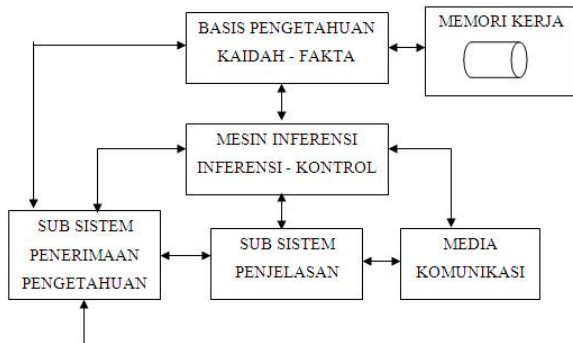 BASIS PENGETAHUAN
KAIDAH - FAKTA
MEMORI KERJA
MESIN INFERENSI
INFERENSI - KONTROL
SUB SISTEM
PENERIMAAN
PENGETAHUAN
SUB SISTEM
PENJELASAN
MEDIA
KOMUNIKASI